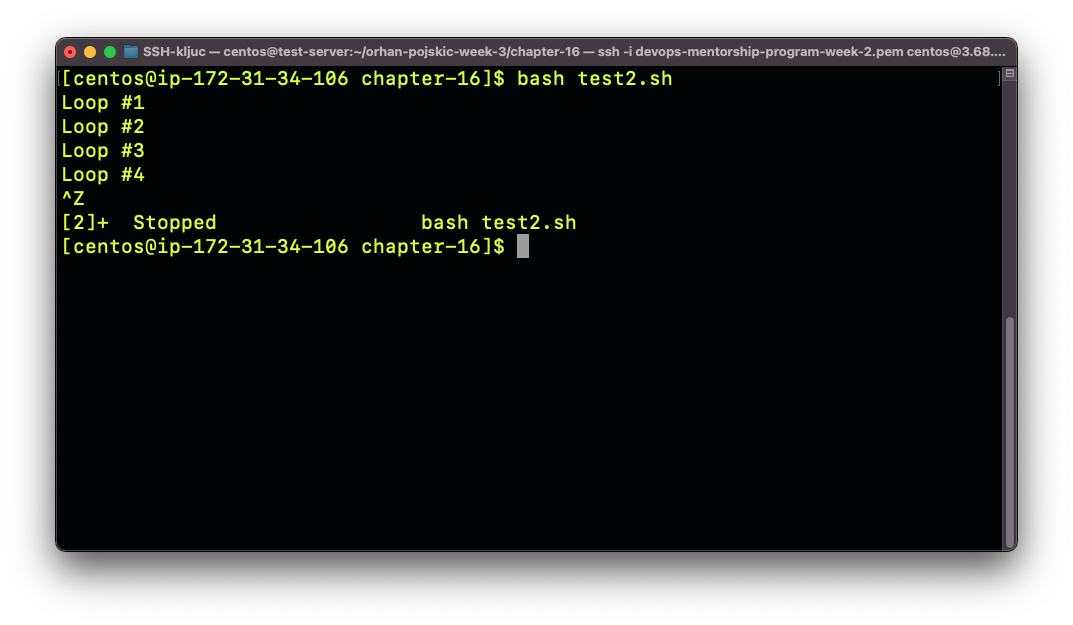 SSH-kljuc — centos@test-server:~/orhan-pojskic-week-3/chapter-16 — ssh -i devops-mentorship-program-week-2.pem centos@3.68....
[centos@ip-172-31-34-106 chapter-16]$ bash test2.sh
Loop #1
Loop #2
Loop #3
Loop #4
^Z
[2]+  Stopped                 bash test2.sh
[centos@ip-172-31-34-106 chapter-16]$